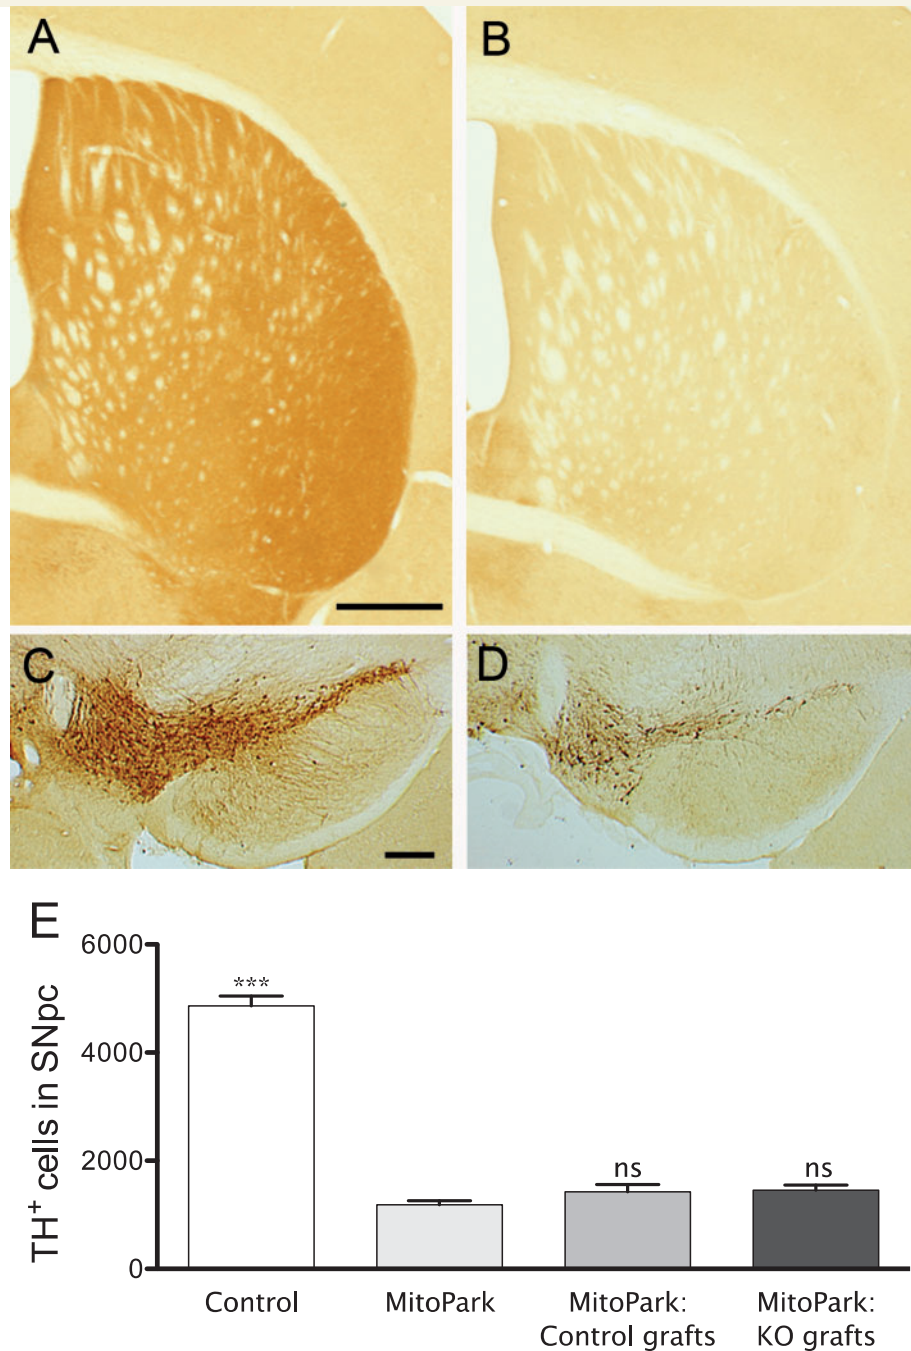 A
B
C
D
E
TH⁺ cells in SNpc
6000
4000
2000
0
***
ns
ns
Control
MitoPark
MitoPark:
Control grafts
MitoPark:
KO grafts